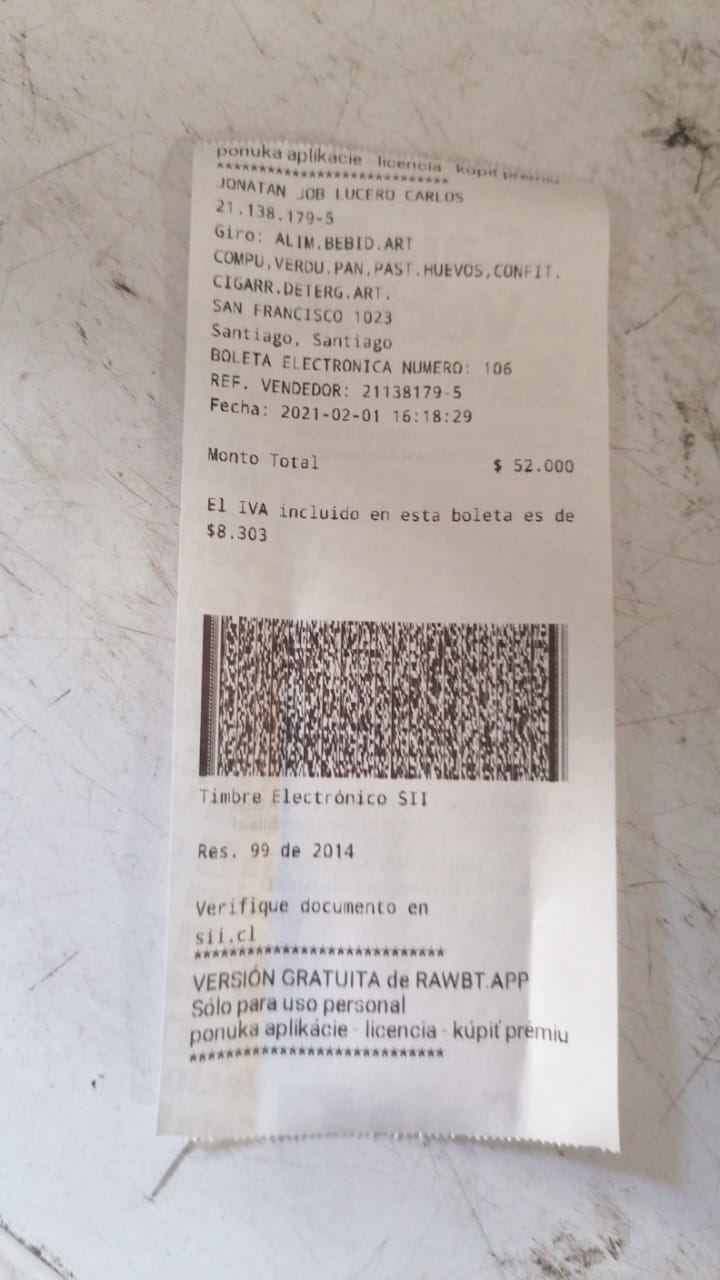 ponuka aplikácie licencia kúpiť prémiu
***************************
JONATAN JOB LUCERO CARLOS
21.138.179-5
Giro: ALIM.BEBID.ART
COMPU,VERDU.PAN,PAST.HUEVOS,CONFIT.
CIGARR.DETERG.ART.
SAN FRANCISCO 1023
Santiago, Santiago
BOLETA ELECTRONICA NUMERO: 106
REF. VENDEDOR: 21138179-5
Fecha: 2021-02-01 16:18:29
Monto Total $ 52.000
El IVA incluido en esta boleta es de
$8.303
Timbre Electrónico SII
Res. 99 de 2014
Verifique documento en
sii.cl
***************************
VERSIÓN GRATUITA de RAWBT.APP
Sólo para uso personal
ponuka aplikácie - licencia - kúpiť prémiu
***************************